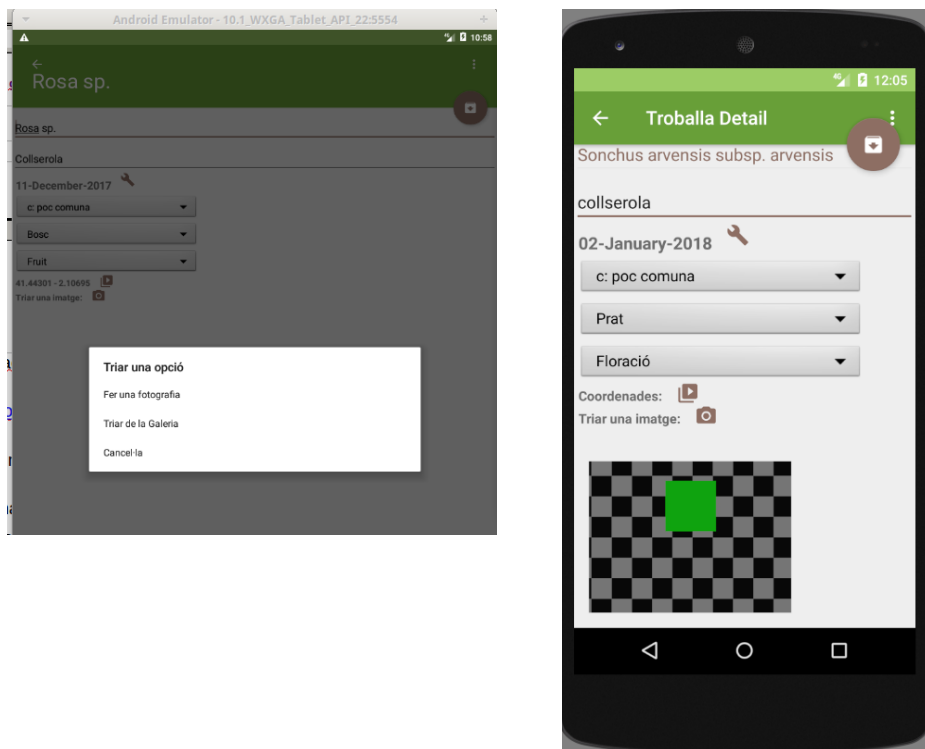 Android Emulator - 10.1_WXGA_Tablet_API_22:5554
10:58
Rosa sp.
Rosa sp.
Collserola
11-December-2017
c: poc comuna
Bosc
Fruit
41.44301 - 2.10695
Triar una imatge:
Triar una opció
Fer una fotografia
Triar de la Galeria
Cancel·la
4G 12:05
Troballa Detail
Sonchus arvensis subsp. arvensis
collserola
02-January-2018
c: poc comuna
Prat
Floració
Coordenades:
Triar una imatge: